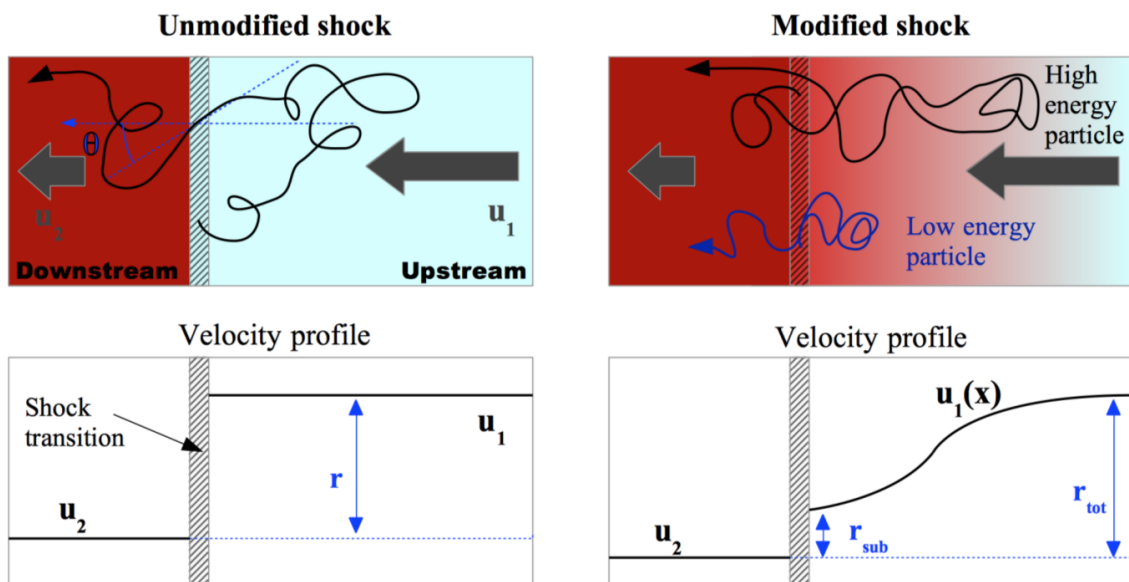 Unmodified shock
Θ
u2
u1
Downstream
Upstream
Velocity profile
Shock
transition
u1
r
u2
Modified shock
High
energy
particle
Low energy
particle
Velocity profile
u1(x)
rtot
rsub
u2